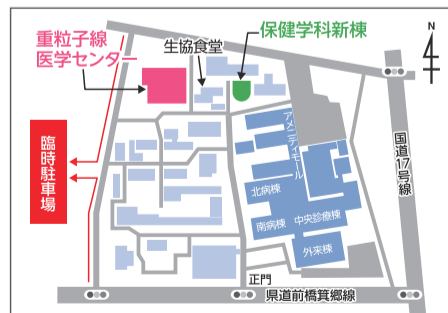 重粒子線
医学センター
生協食堂
保健学科新棟
N
アメニティモール
国道17号線
臨時駐車場
北病棟
南病棟
中央診療棟
外来棟
正門
県道前橋箕郷線